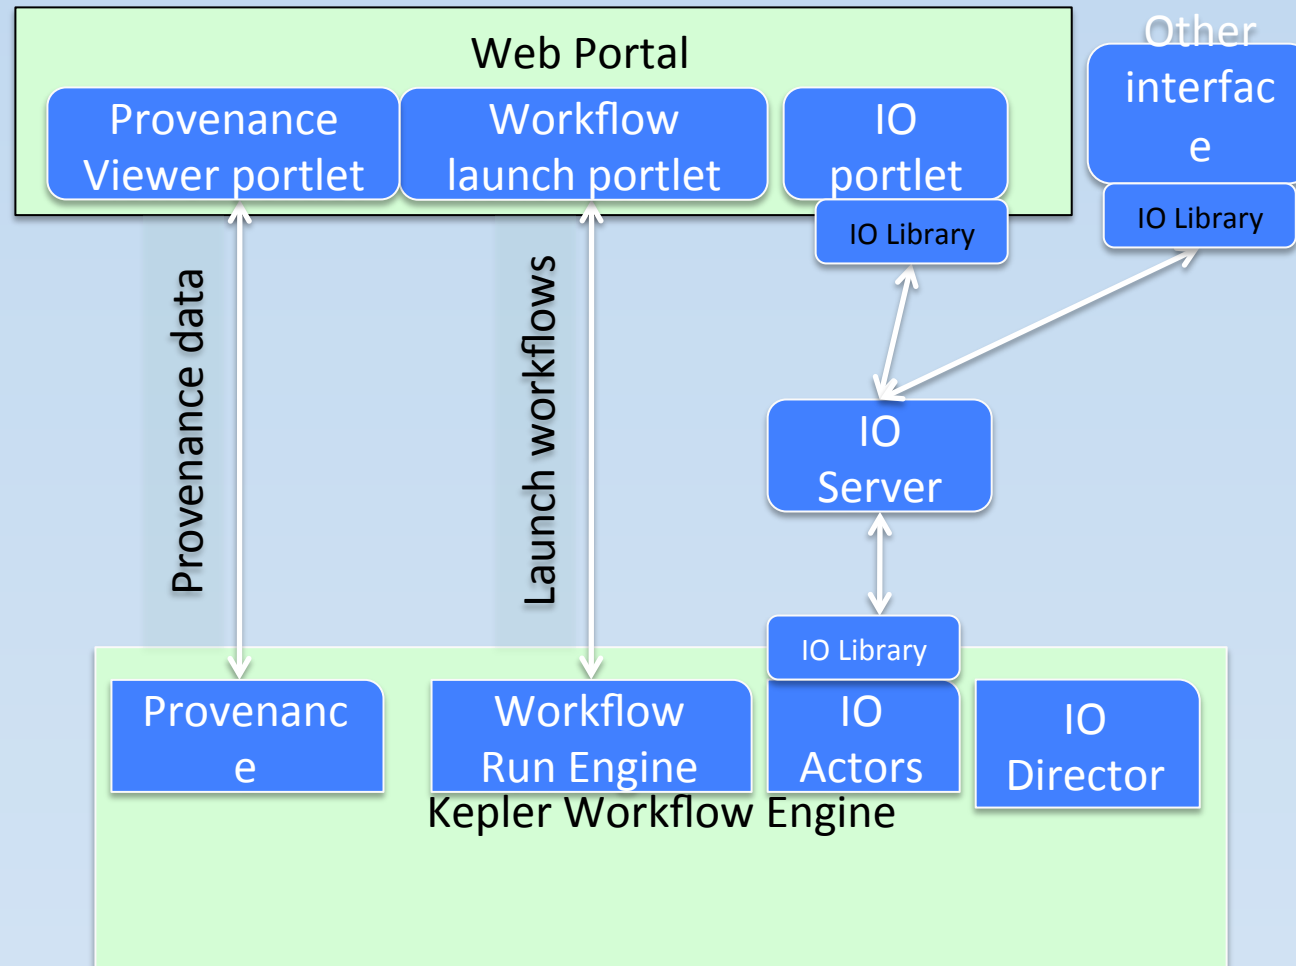 Web Portal
Provenance
Viewer portlet
Workflow
launch portlet
IO
portlet
IO Library
Other
interfac
e
IO Library
Provenance data
Launch workflows
IO
Server
IO Library
Provenanc
e
Workflow
Run Engine
IO
Actors
IO
Director
Kepler Workflow Engine